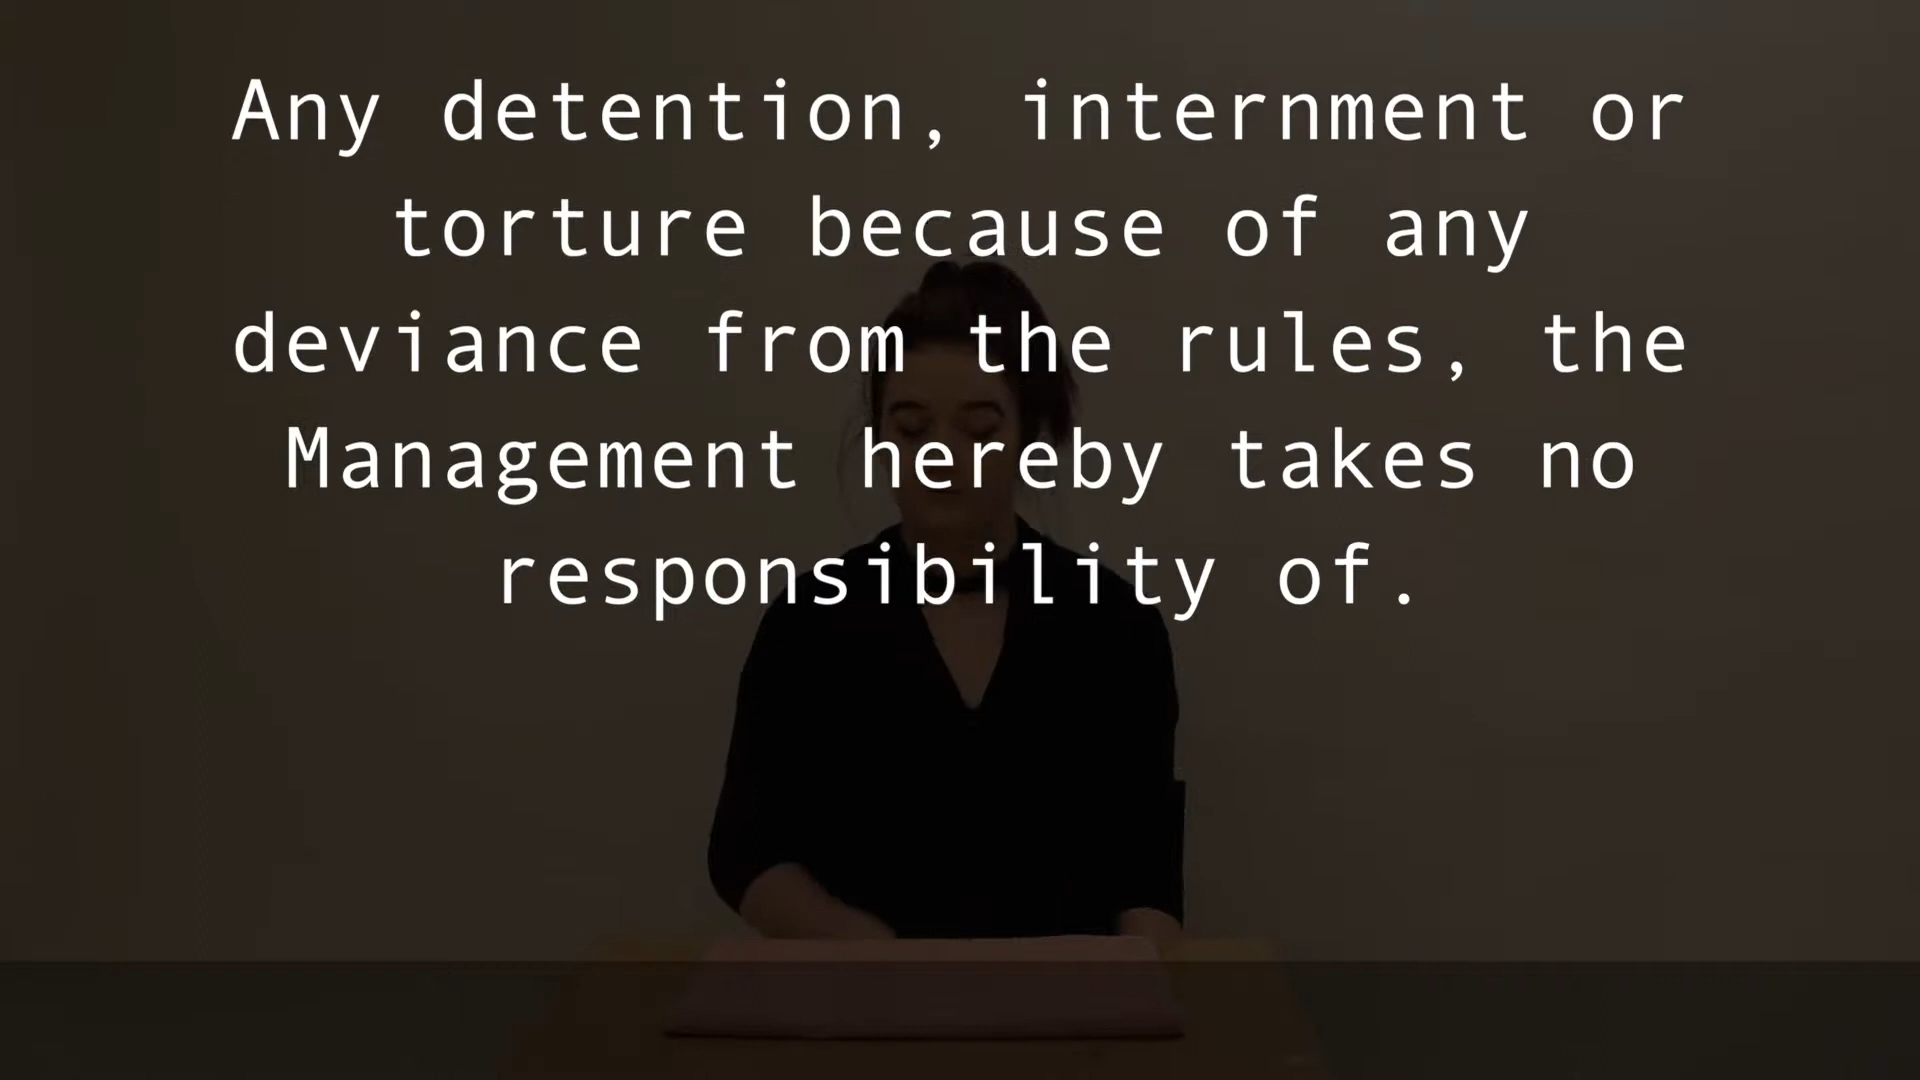 Any detention, internment or
torture because of any
deviance from the rules, the
Management hereby takes no
responsibility of.